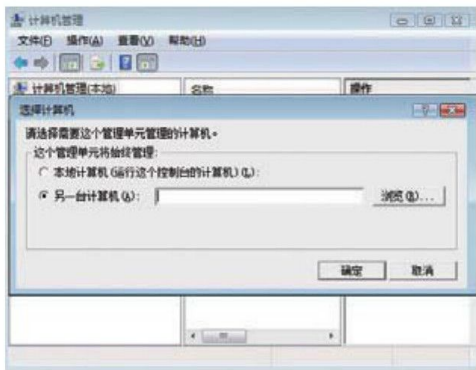 计算机管理
文件(F) 操作(A) 查看(V) 帮助(H)
计算机管理(本地) 名称 操作
选择计算机
请选择需要这个管理单元管理的计算机。
这个管理单元将始终管理:
本地计算机(运行这个控制台的计算机)(L):
另一台计算机(A): 浏览(R)...
确定 取消